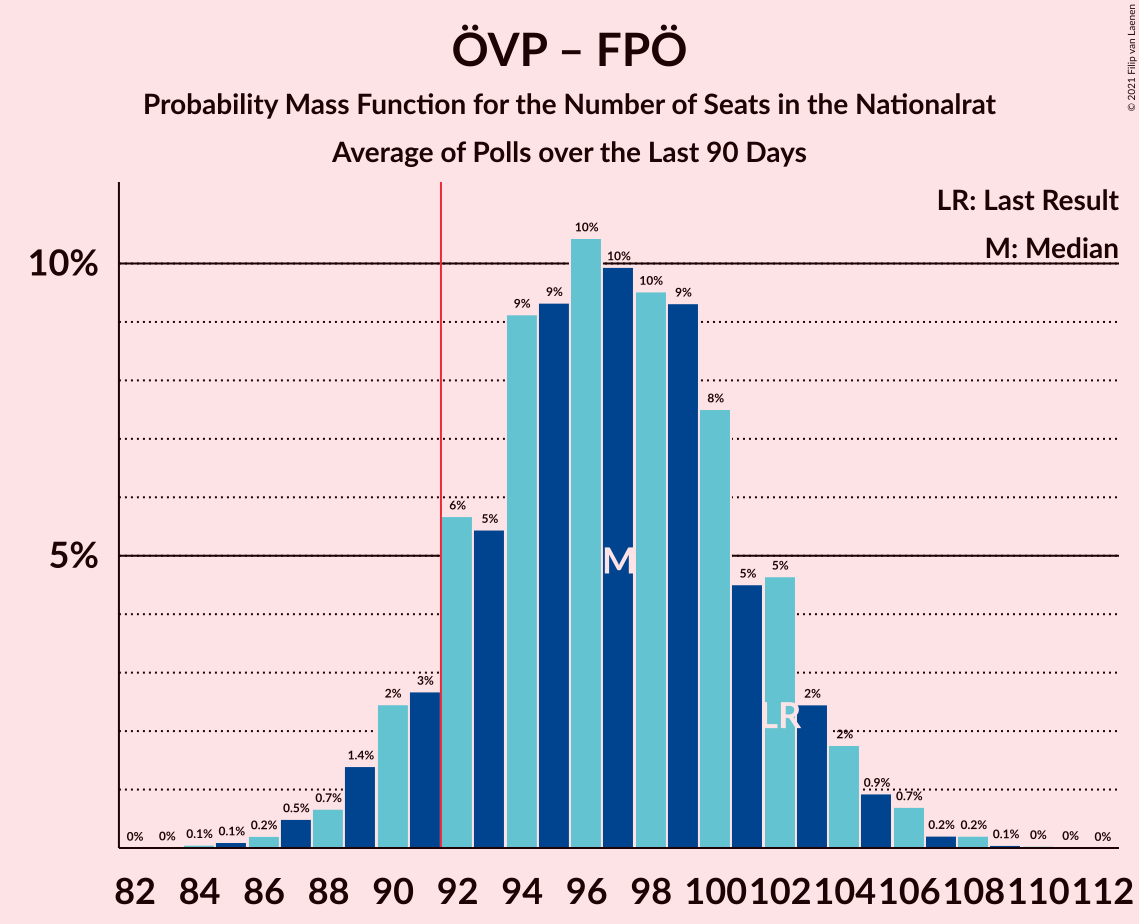 ÖVP – FPÖ
Probability Mass Function for the Number of Seats in the Nationalrat
Average of Polls over the Last 90 Days
© 2021 Filip van Laenen
LR: Last Result
M: Median
10%
5%
0% 0% 0.1% 0.1% 0.2% 0.5% 0.7% 1.4% 2% 3% 6% 5% 9% 9% 10% 10% 10% 9% 8% 5% 5% 2% 2% 0.9% 0.7% 0.2% 0.2% 0.1% 0% 0% 0%
M
LR
82 84 86 88 90 92 94 96 98 100 102 104 106 108 110 112